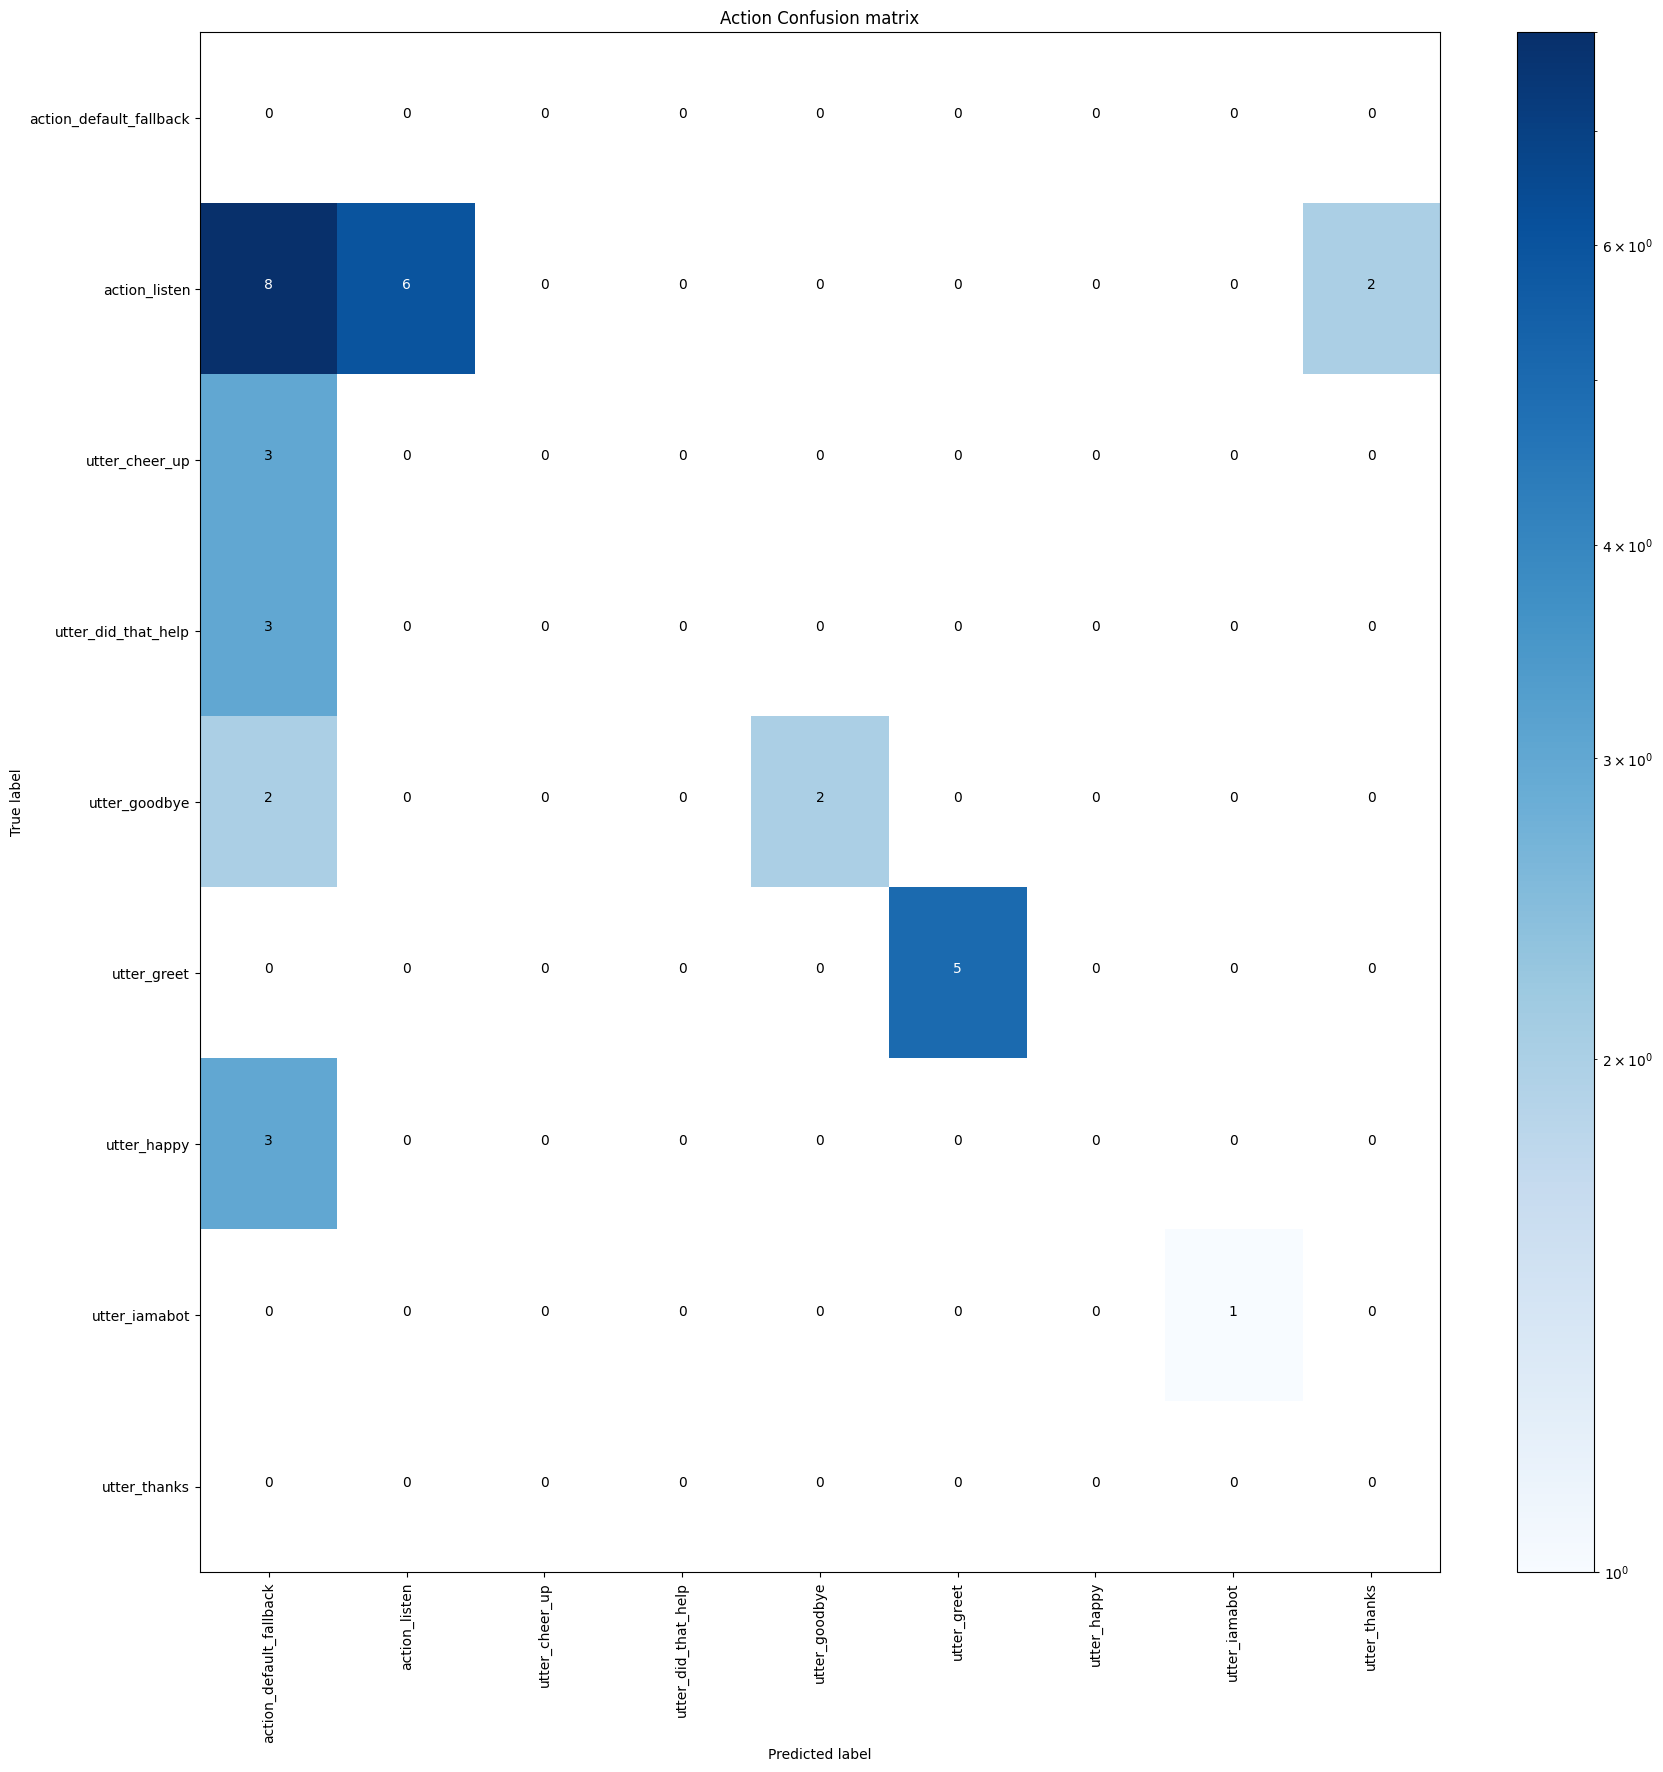 Action Confusion matrix
True label
action_default_fallback 0 0 0 0 0 0 0 0 0
action_listen 8 6 0 0 0 0 0 0 2
utter_cheer_up 3 0 0 0 0 0 0 0 0
utter_did_that_help 3 0 0 0 0 0 0 0 0
utter_goodbye 2 0 0 0 2 0 0 0 0
utter_greet 0 0 0 0 0 5 0 0 0
utter_happy 3 0 0 0 0 0 0 0 0
utter_iamabot 0 0 0 0 0 0 0 1 0
utter_thanks 0 0 0 0 0 0 0 0 0
action_default_fallback
action_listen
utter_cheer_up
utter_did_that_help
utter_goodbye
utter_greet
utter_happy
utter_iamabot
utter_thanks
Predicted label
6 × 10⁰
4 × 10⁰
3 × 10⁰
2 × 10⁰
10⁰